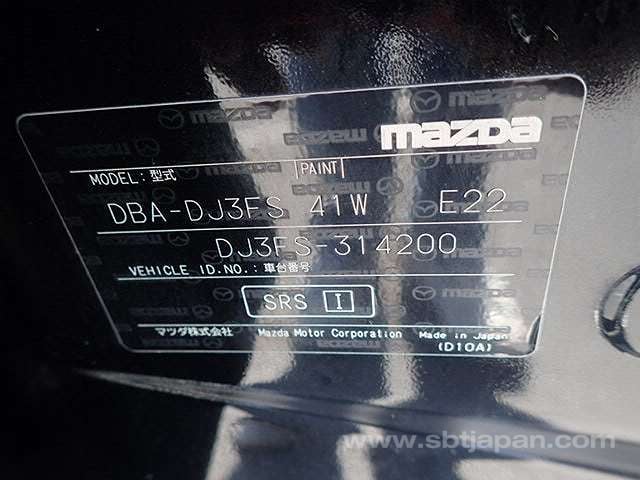 mazda
MODEL: 型式 PAINT
DBA-DJ3FS 41W E22
DJ3FS-314200
VEHICLE ID.NO.: 車台番号
SRS I
マツダ株式会社 Mazda Motor Corporation Made in Japan
(D10A)
www.sbtjapan.com